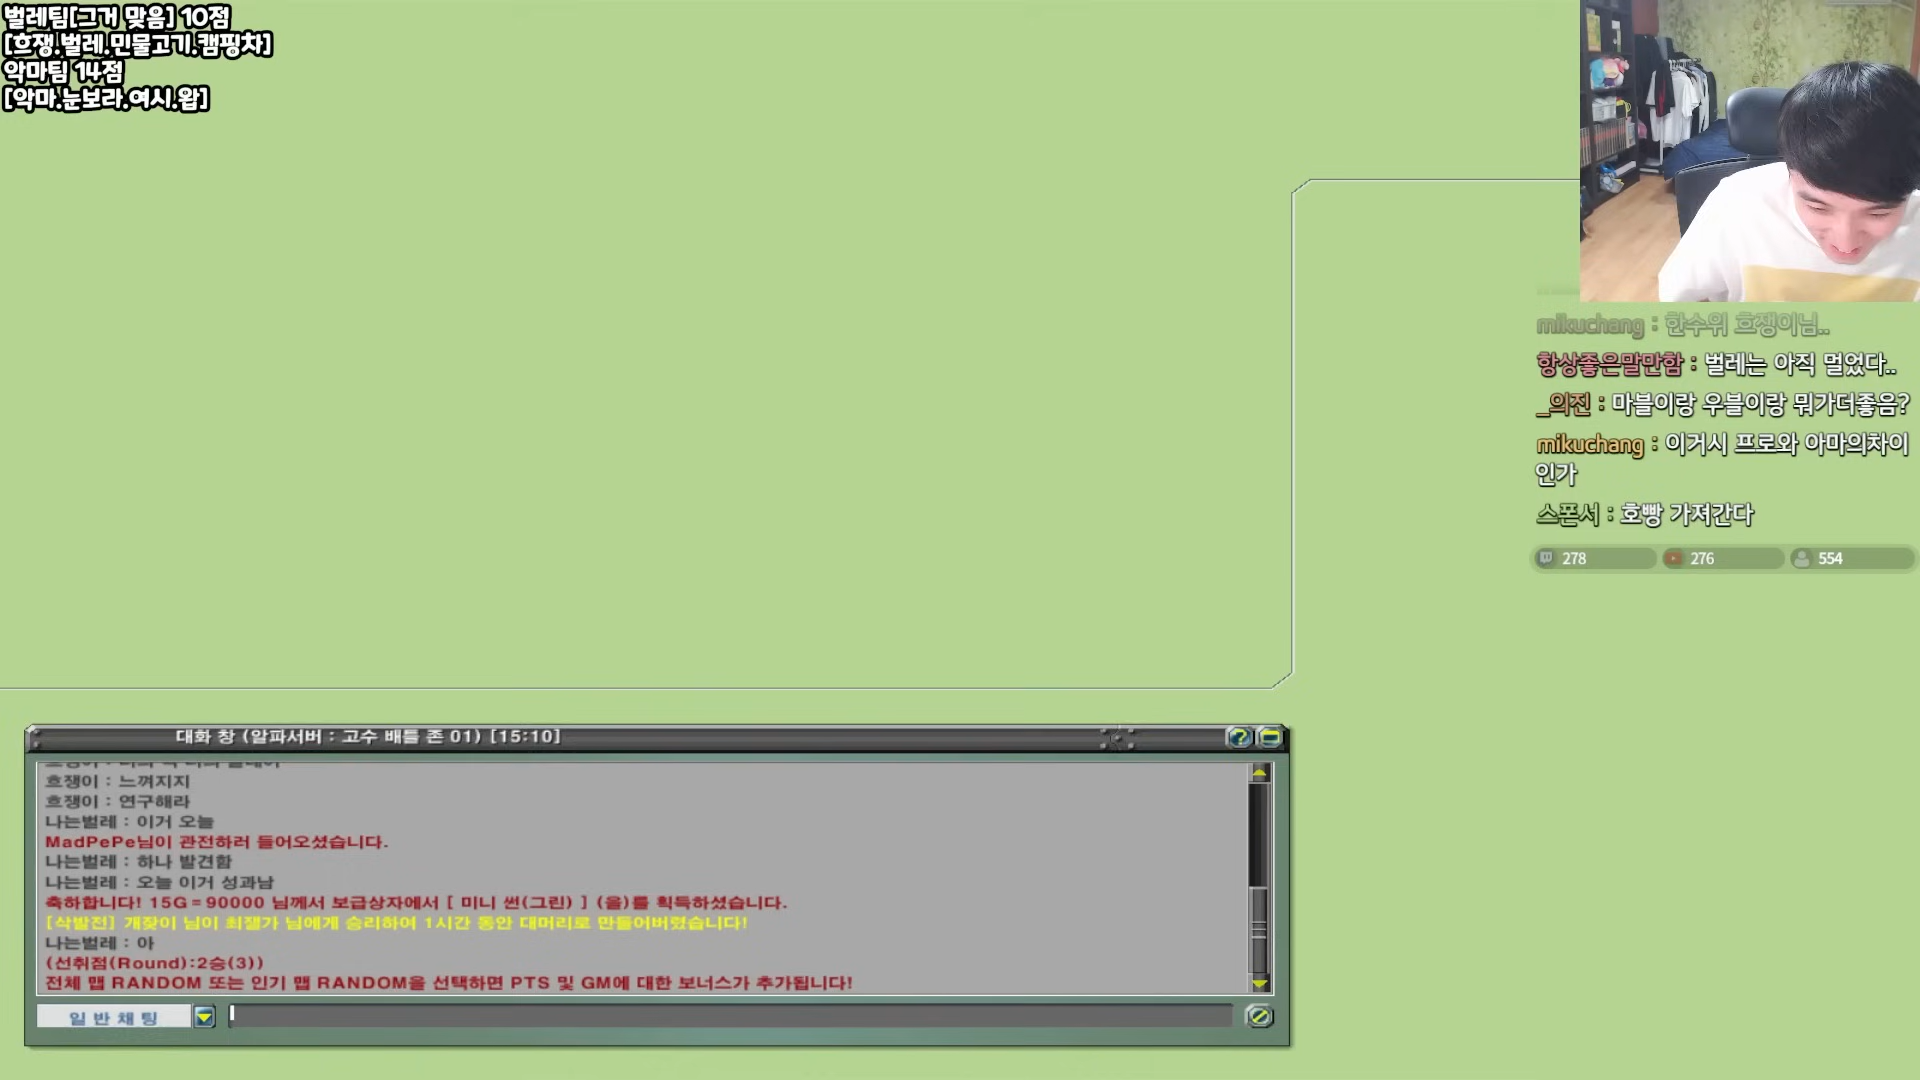 벌레팀[그거 맞음] 10점
[흐쟁.벌레.민물고기.캠핑차]
악마팀 14점
[악마.눈보라.여시.왑]
mikuchang : 한수위 흐쟁이님..
항상좋은말만함 : 벌레는 아직 멀었다..
_의진 : 마블이랑 우블이랑 뭐가더좋음?
mikuchang : 이거시 프로와 아마의차이
인가
스폰서 : 호빵 가져간다
278 276 554
대화 창 (알파서버 : 고수 배틀 존 01) [15:10]
흐쟁이 : 느껴지지
흐쟁이 : 연구해라
나는벌레 : 이거 오늘
MadPePe님이 관전하러 들어오셨습니다.
나는벌레 : 하나 발견함
나는벌레 : 오늘 이거 성과남
축하합니다! 15G=90000 님께서 보급상자에서 [ 미니 썬(그린) ] (을)를 획득하셨습니다.
[삭발전] 개잦이 님이 최잴가 님에게 승리하여 1시간 동안 대머리로 만들어버렸습니다!
나는벌레 : 아
(선취점(Round):2승(3))
전체 맵 RANDOM 또는 인기 맵 RANDOM을 선택하면 PTS 및 GM에 대한 보너스가 추가됩니다!
일반채팅